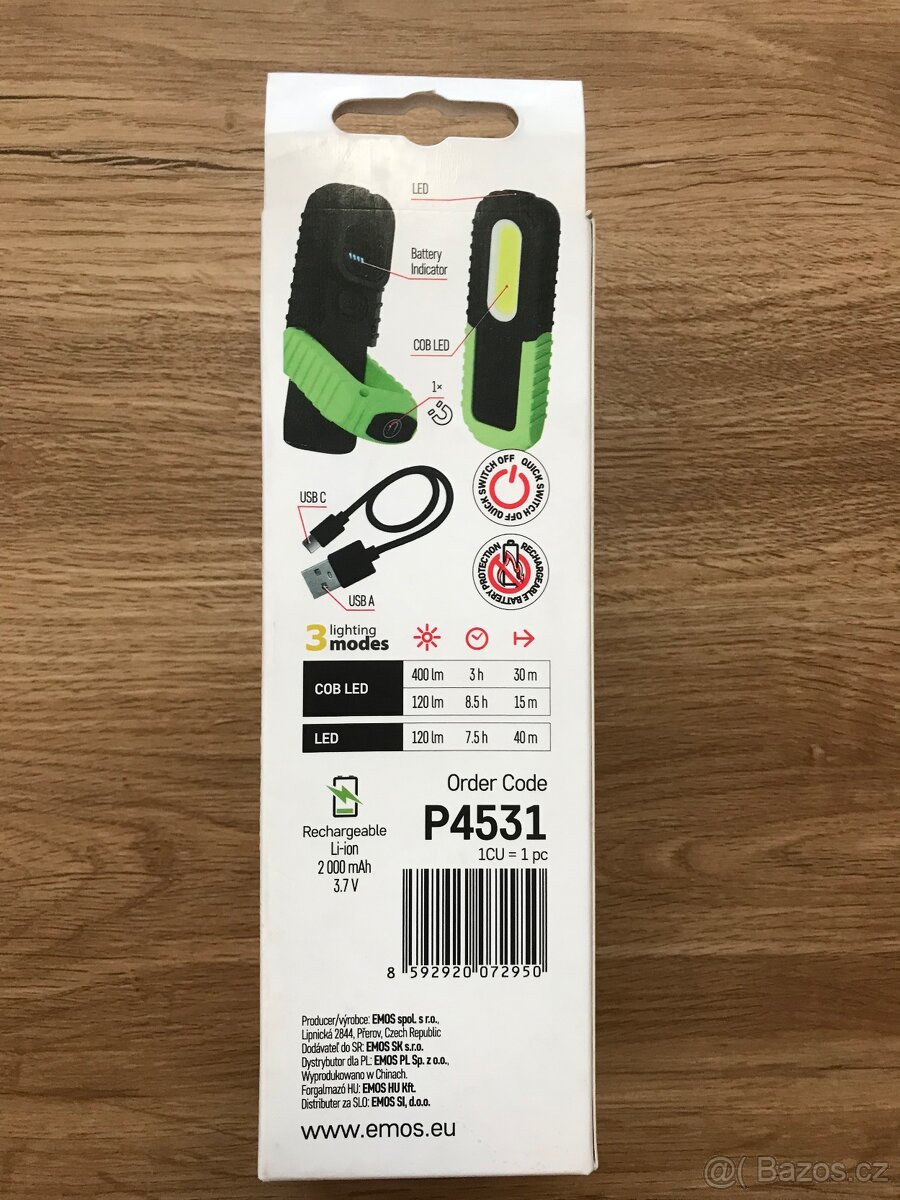 LED
Battery
Indicator
COB LED
1×
QUICK SWITCH OFF QUICK SWITCH OFF
USB C
RECHARGEABLE BATTERY PROTECTION
USB A
3 lighting
modes
COB LED
400 lm 3 h 30 m
120 lm 8.5 h 15 m
LED 120 lm 7.5 h 40 m
Order Code
P4531
1CU = 1 pc
Rechargeable
Li-ion
2 000 mAh
3.7 V
8 592920 072950
Producer/výrobce: EMOS spol. s r.o.,
Lipnická 2844, Přerov, Czech Republic
Dodávateľ do SR: EMOS SK s.r.o.
Dystrybutor dla PL: EMOS PL Sp. z o.o.,
Wyprodukowano w Chinach.
Forgalmazó HU: EMOS HU Kft.
Distributer za SLO: EMOS SI, d.o.o.
www.emos.eu
@( Bazos.cz